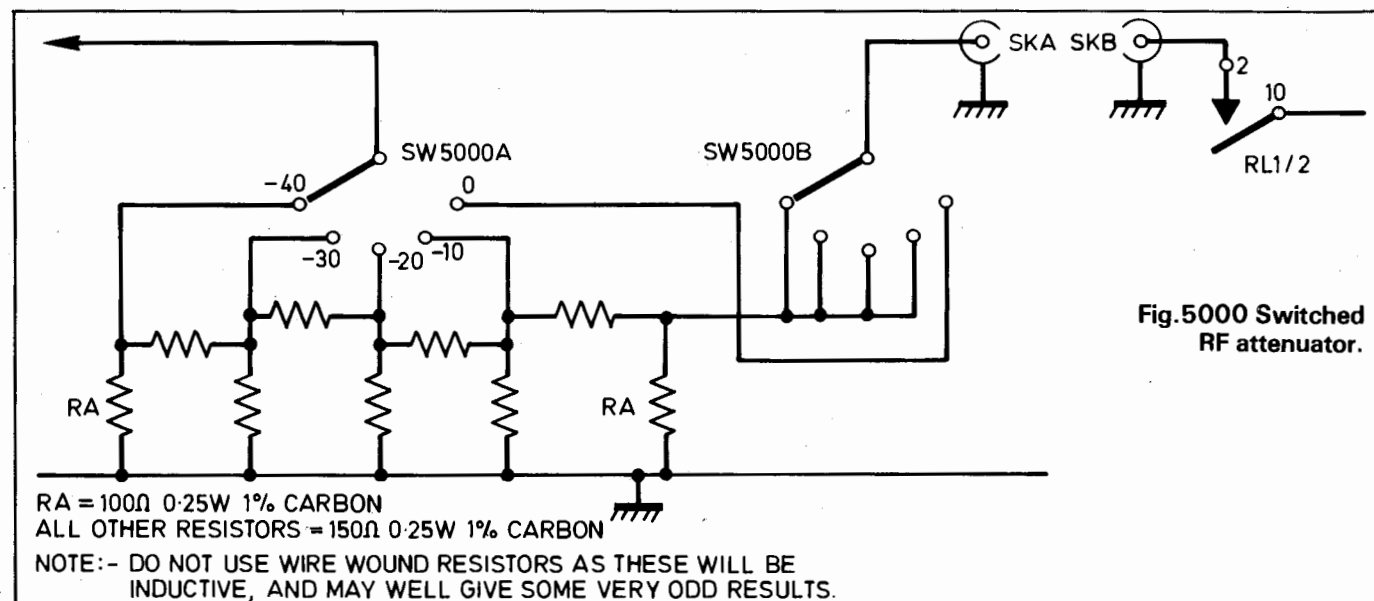 SKA SKB
2
10
RL1/2
SW5000A
SW5000B
-40
0
-30
-20
-10
Fig.5000 Switched
RF attenuator.
RA
RA
RA = 100Ω 0·25W 1% CARBON
ALL OTHER RESISTORS = 150Ω 0·25W 1% CARBON
NOTE:- DO NOT USE WIRE WOUND RESISTORS AS THESE WILL BE
INDUCTIVE, AND MAY WELL GIVE SOME VERY ODD RESULTS.